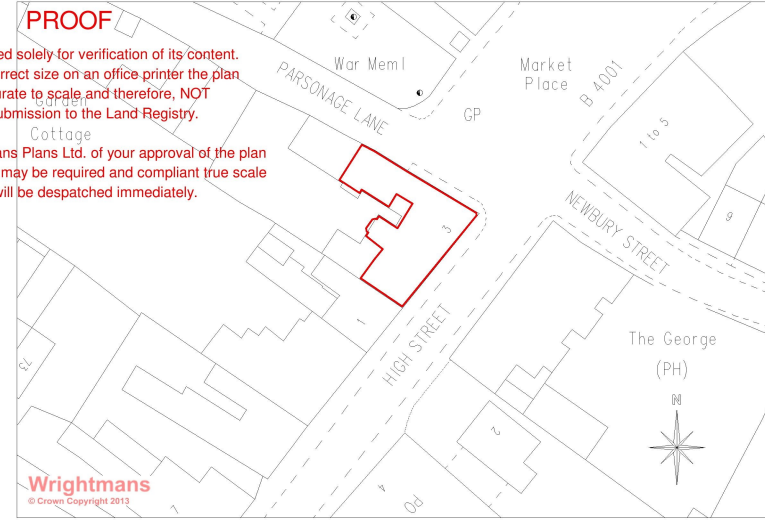 PROOF
ed solely for verification of its content.
rrect size on an office printer the plan
urate to scale and therefore, NOT
ubmission to the Land Registry.
ans Plans Ltd. of your approval of the plan
may be required and compliant true scale
will be despatched immediately.
Garden
Cottage
War Meml
PARSONAGE LANE
Market
Place
B 4001
GP
1 to 5
9
NEWBURY STREET
3
1
HIGH STREET
The George
(PH)
N
73
2
4
PO
Wrightmans
© Crown Copyright 2013